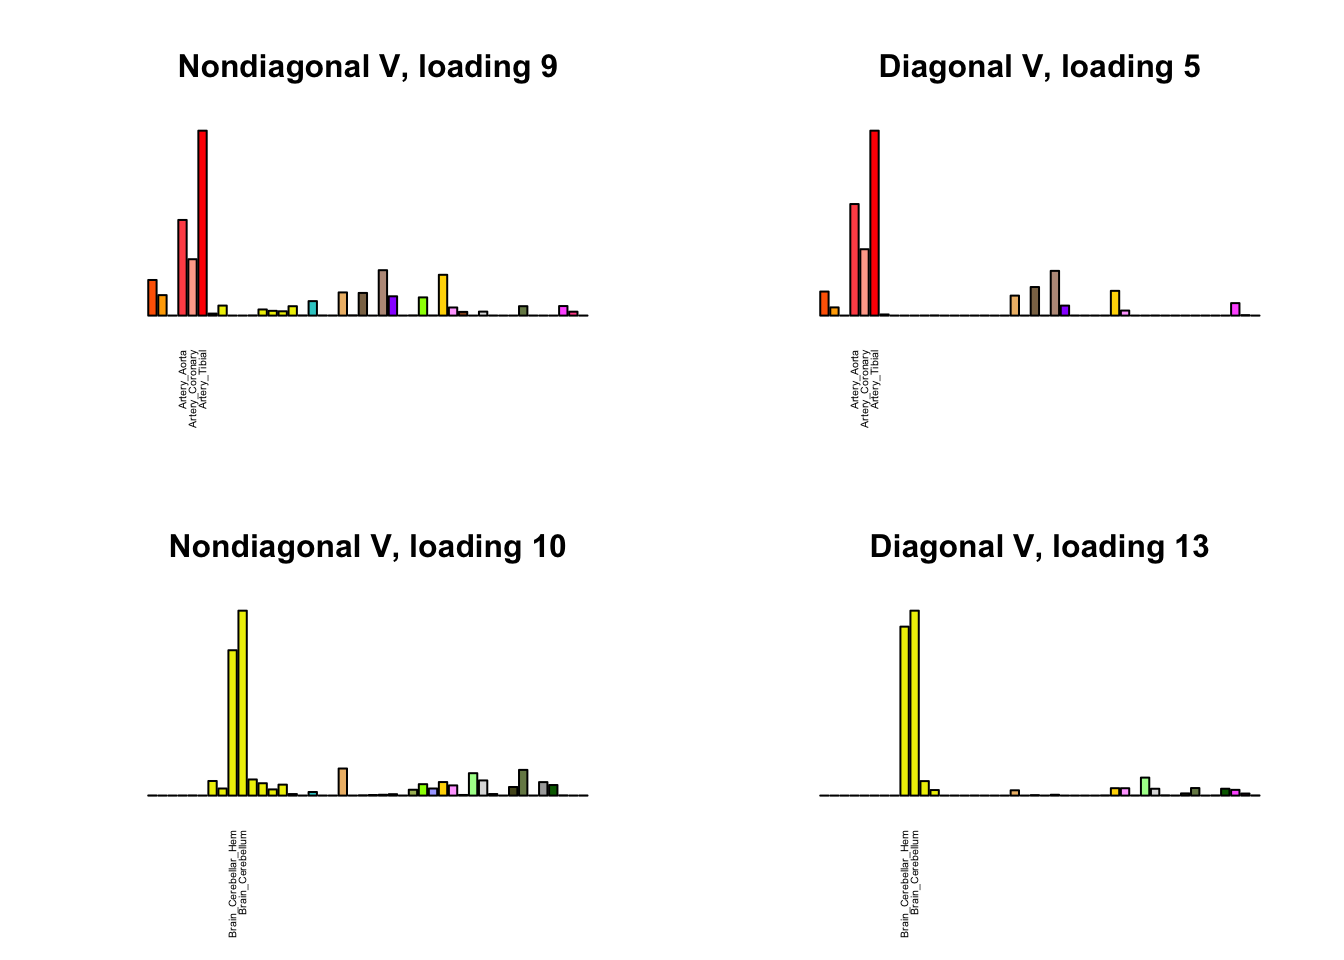 Nondiagonal V, loading 9
Artery_Aorta
Artery_Coronary
Artery_Tibial
Diagonal V, loading 5
Artery_Aorta
Artery_Coronary
Artery_Tibial
Nondiagonal V, loading 10
Brain_Cerebellar_Hem
Brain_Cerebellum
Diagonal V, loading 13
Brain_Cerebellar_Hem
Brain_Cerebellum